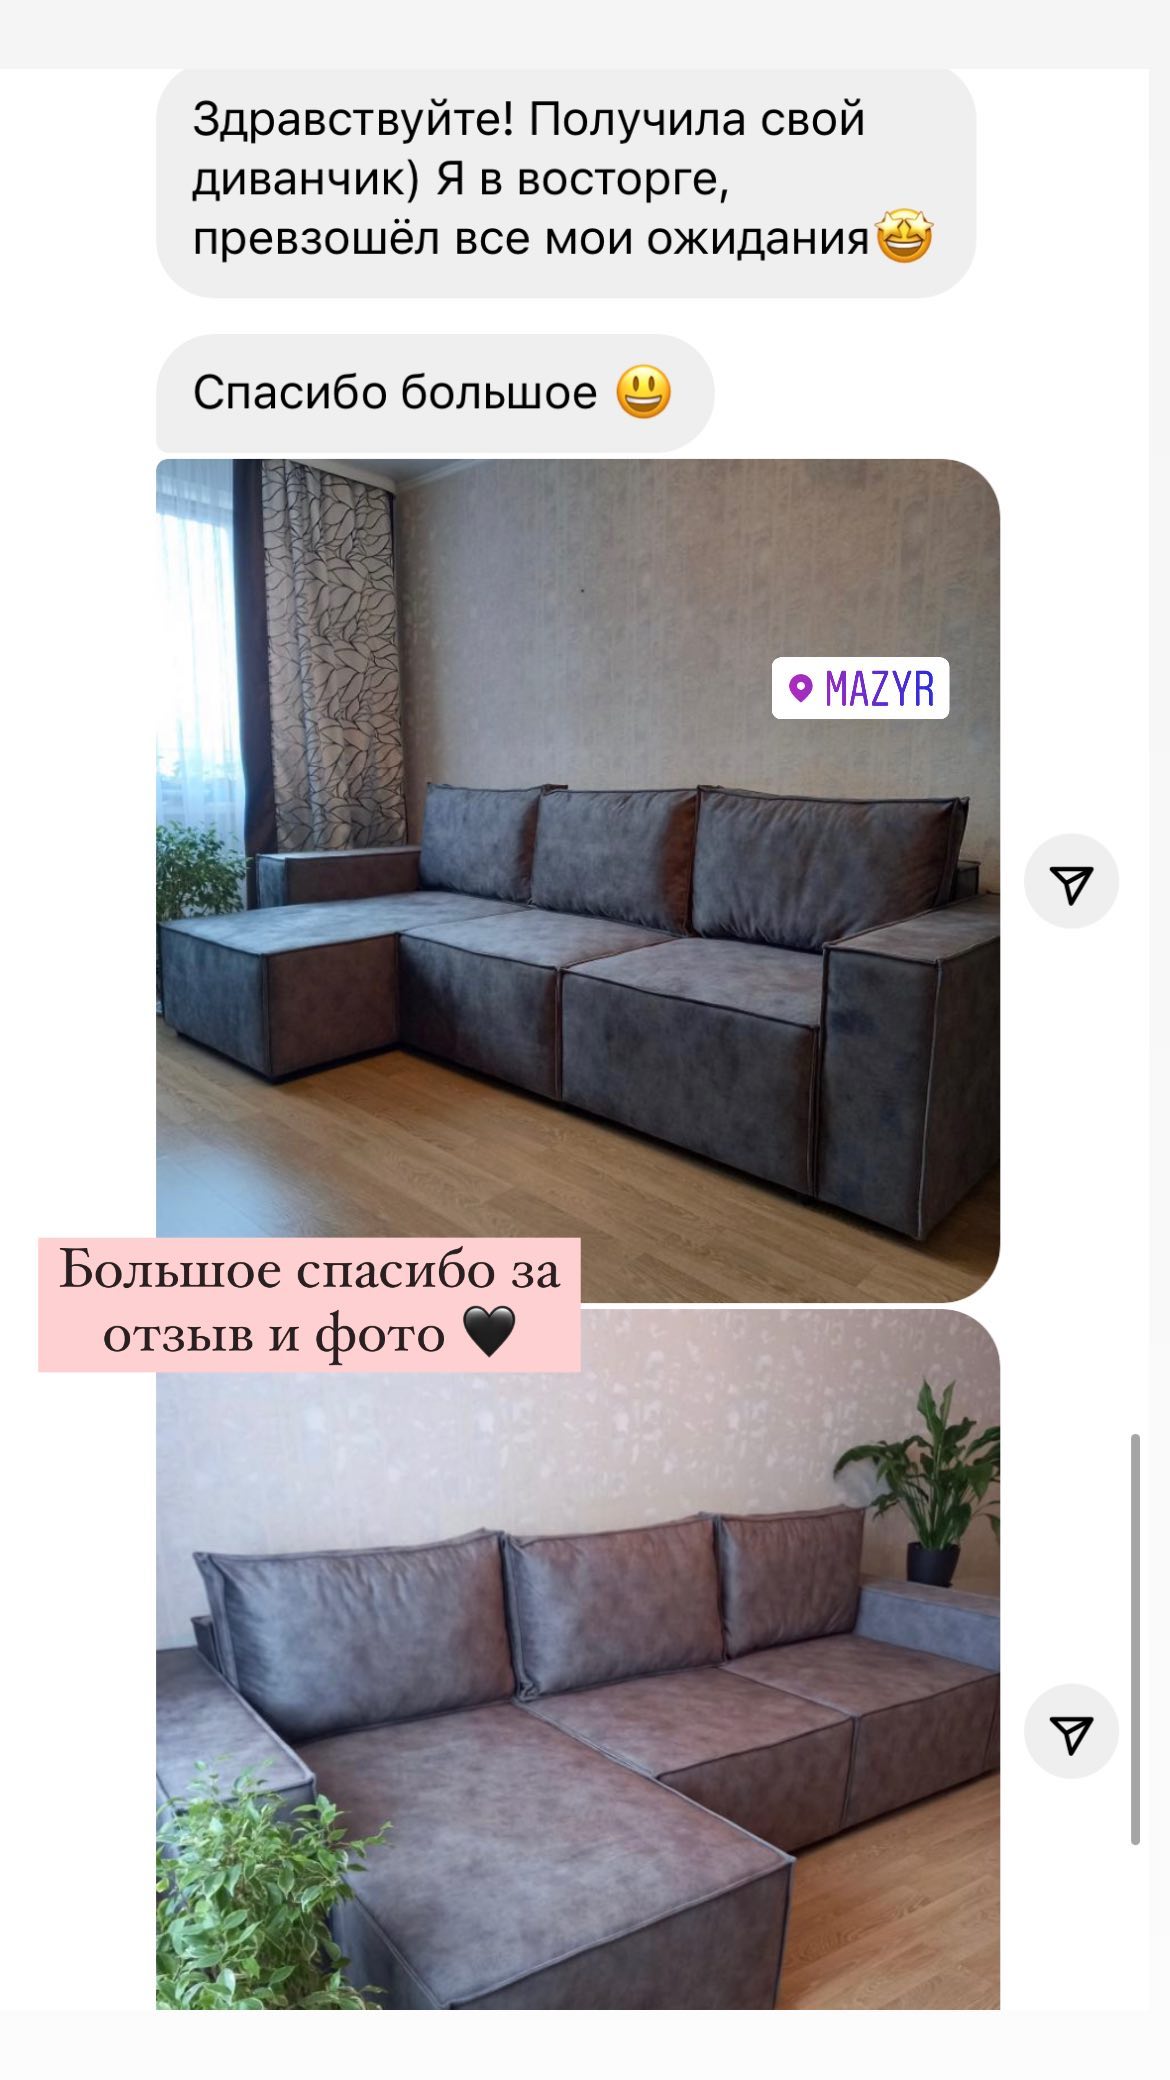 Здравствуйте! Получила свой
диванчик) Я в восторге,
превзошёл все мои ожидания🤩
Спасибо большое 😃
MAZYR
Большое спасибо за
отзыв и фото 🖤